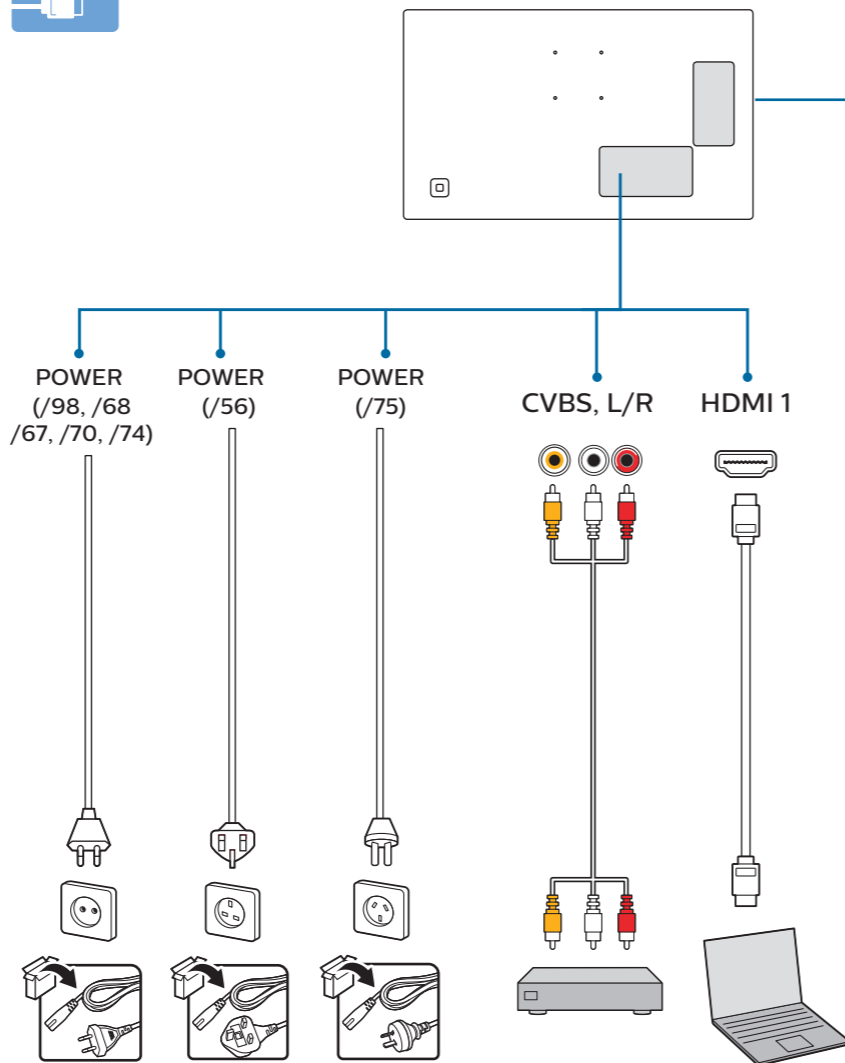 POWER
(/98, /68
/67, /70, /74)
POWER
(/56)
POWER
(/75)
CVBS, L/R
HDMI 1